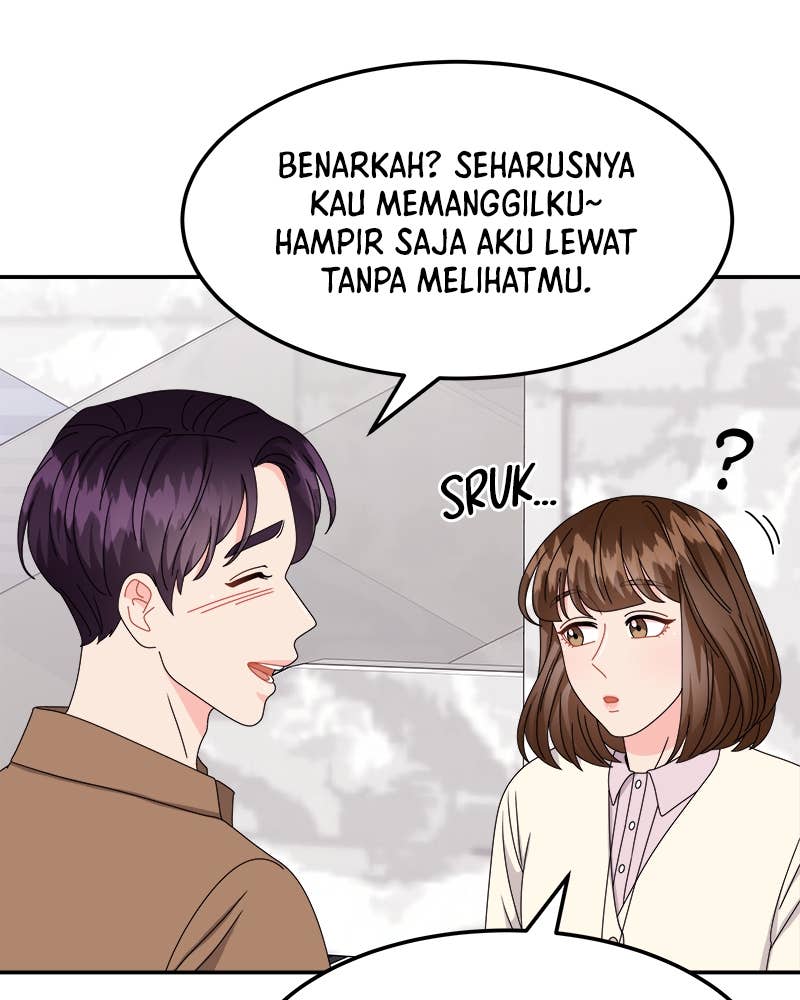 BENARKAH? SEHARUSNYA
KAU MEMANGGILKU~
HAMPIR SAJA AKU LEWAT
TANPA MELIHATMU.
SRUK...
?